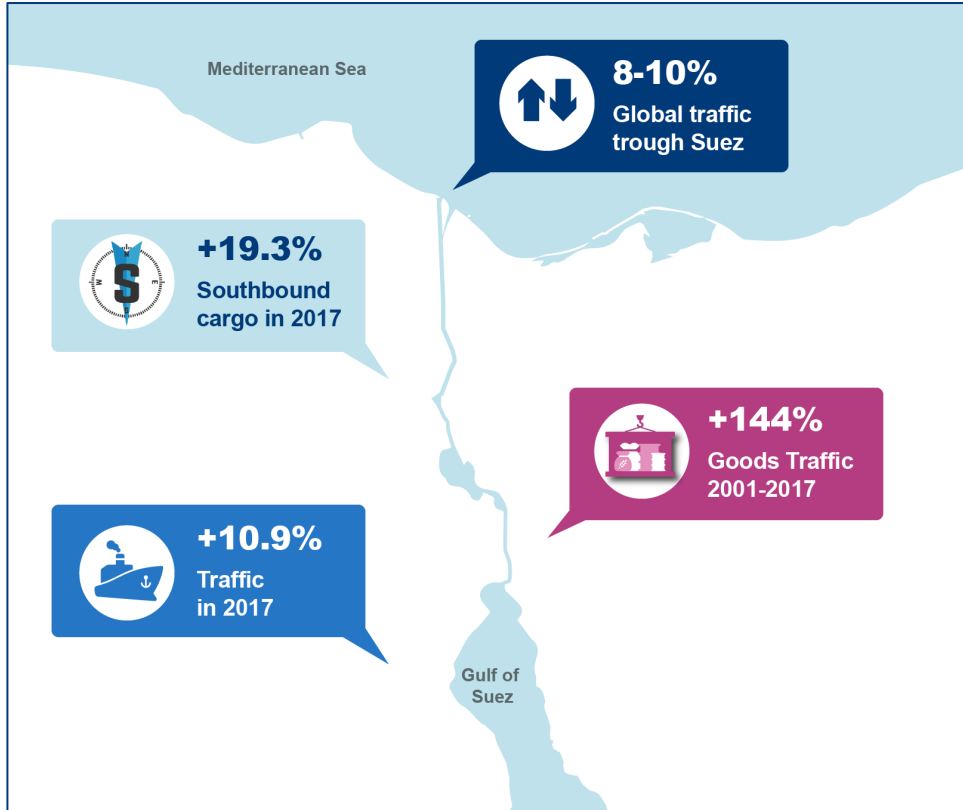 Mediterranean Sea
8-10%
Global traffic
trough Suez
+19.3%
Southbound
cargo in 2017
N
S
M
E
+144%
Goods Traffic
2001-2017
+10.9%
Traffic
in 2017
Gulf of
Suez